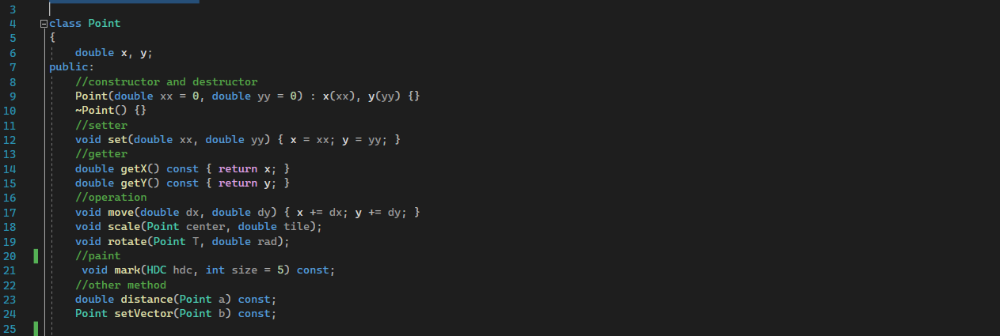 3
4 class Point
5 {
6     double x, y;
7 public:
8     //constructor and destructor
9     Point(double xx = 0, double yy = 0) : x(xx), y(yy) {}
10     ~Point() {}
11     //setter
12     void set(double xx, double yy) { x = xx; y = yy; }
13     //getter
14     double getX() const { return x; }
15     double getY() const { return y; }
16     //operation
17     void move(double dx, double dy) { x += dx; y += dy; }
18     void scale(Point center, double tile);
19     void rotate(Point T, double rad);
20     //paint
21      void mark(HDC hdc, int size = 5) const;
22     //other method
23     double distance(Point a) const;
24     Point setVector(Point b) const;
25